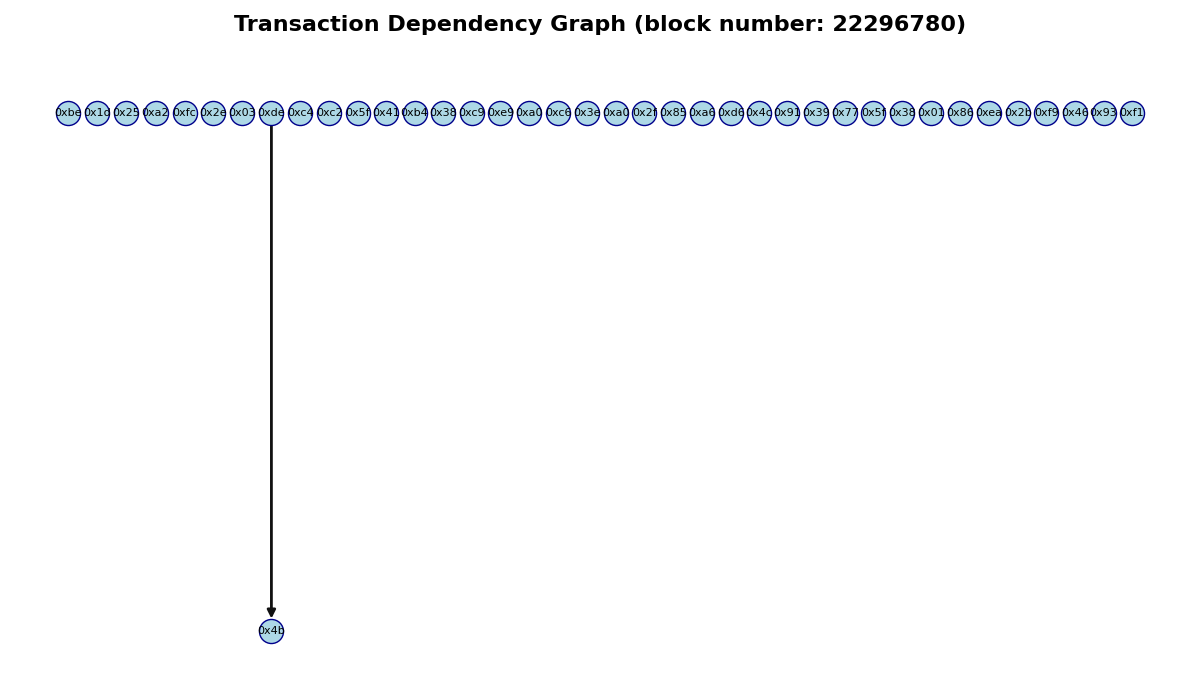 Transaction Dependency Graph (block number: 22296780)
0xbe 0x1d 0x25 0xa2 0xfc 0x2e 0x03 0xde 0xc4 0xc2 0x5f 0x41 0xb4 0x38 0xc9 0xe9 0xa0 0xc6 0x3e 0xa0 0x2f 0x85 0xa6 0xd6 0x4c 0x91 0x39 0x77 0x5f 0x38 0x01 0x86 0xea 0x2b 0xf9 0x46 0x93 0xf1
0x4b